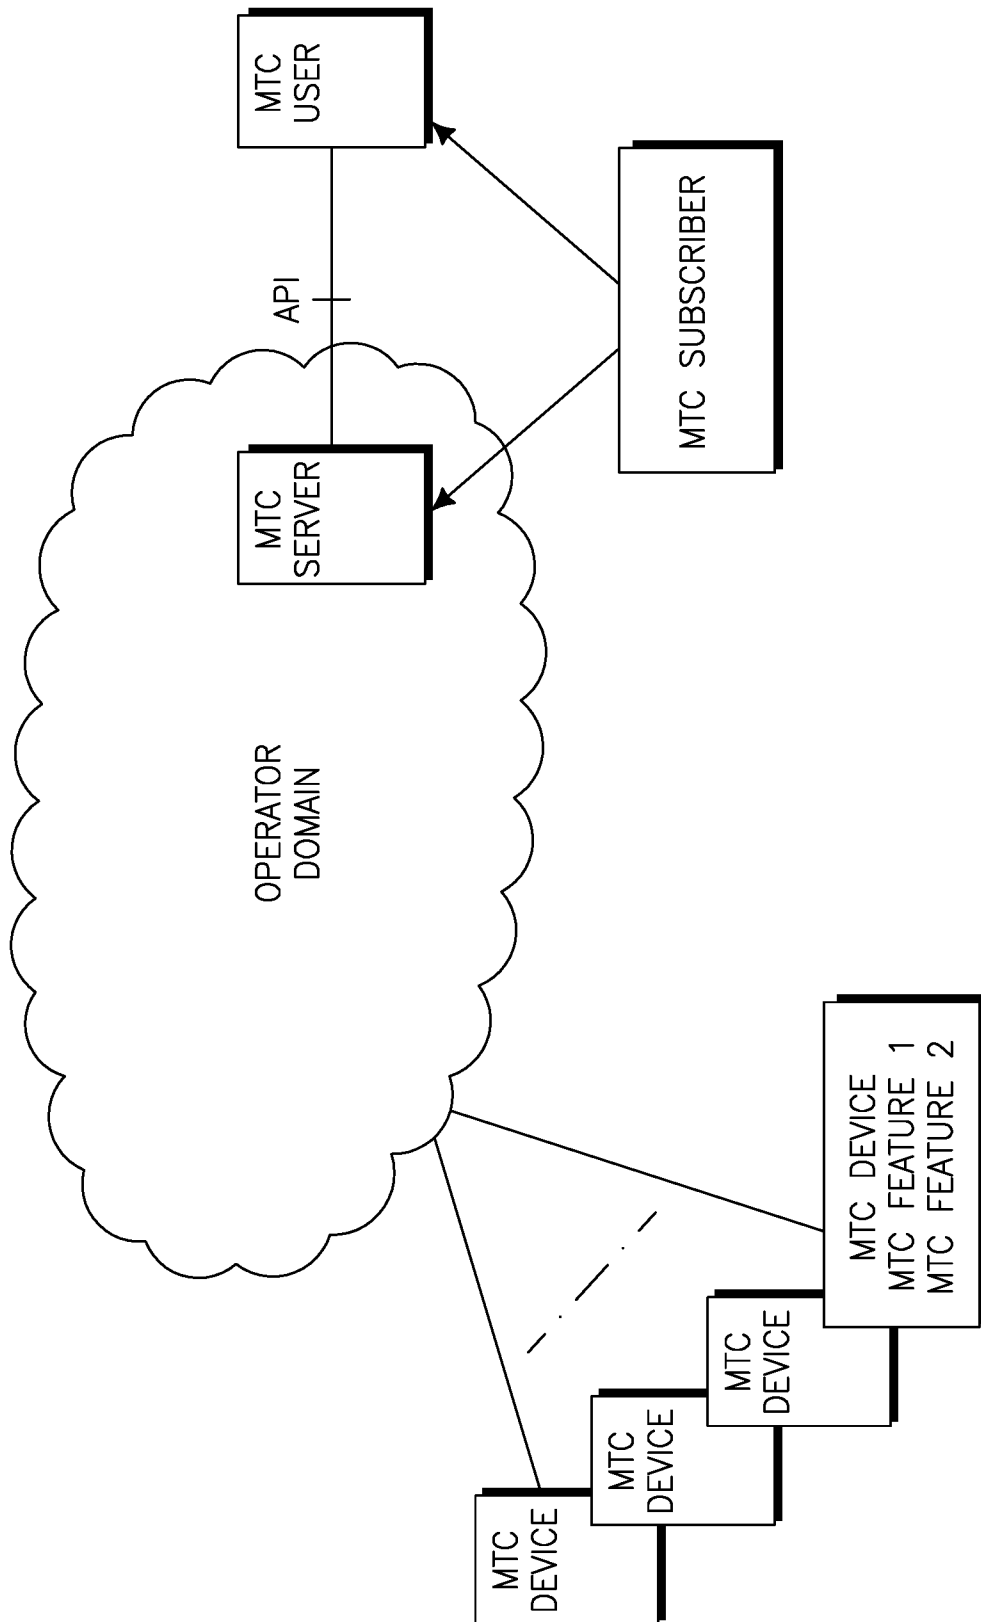 MTC
DEVICE
MTC
DEVICE
MTC
DEVICE
MTC DEVICE
MTC FEATURE 1
MTC FEATURE 2
OPERATOR
DOMAIN
MTC
SERVER
API
MTC
USER
MTC SUBSCRIBER